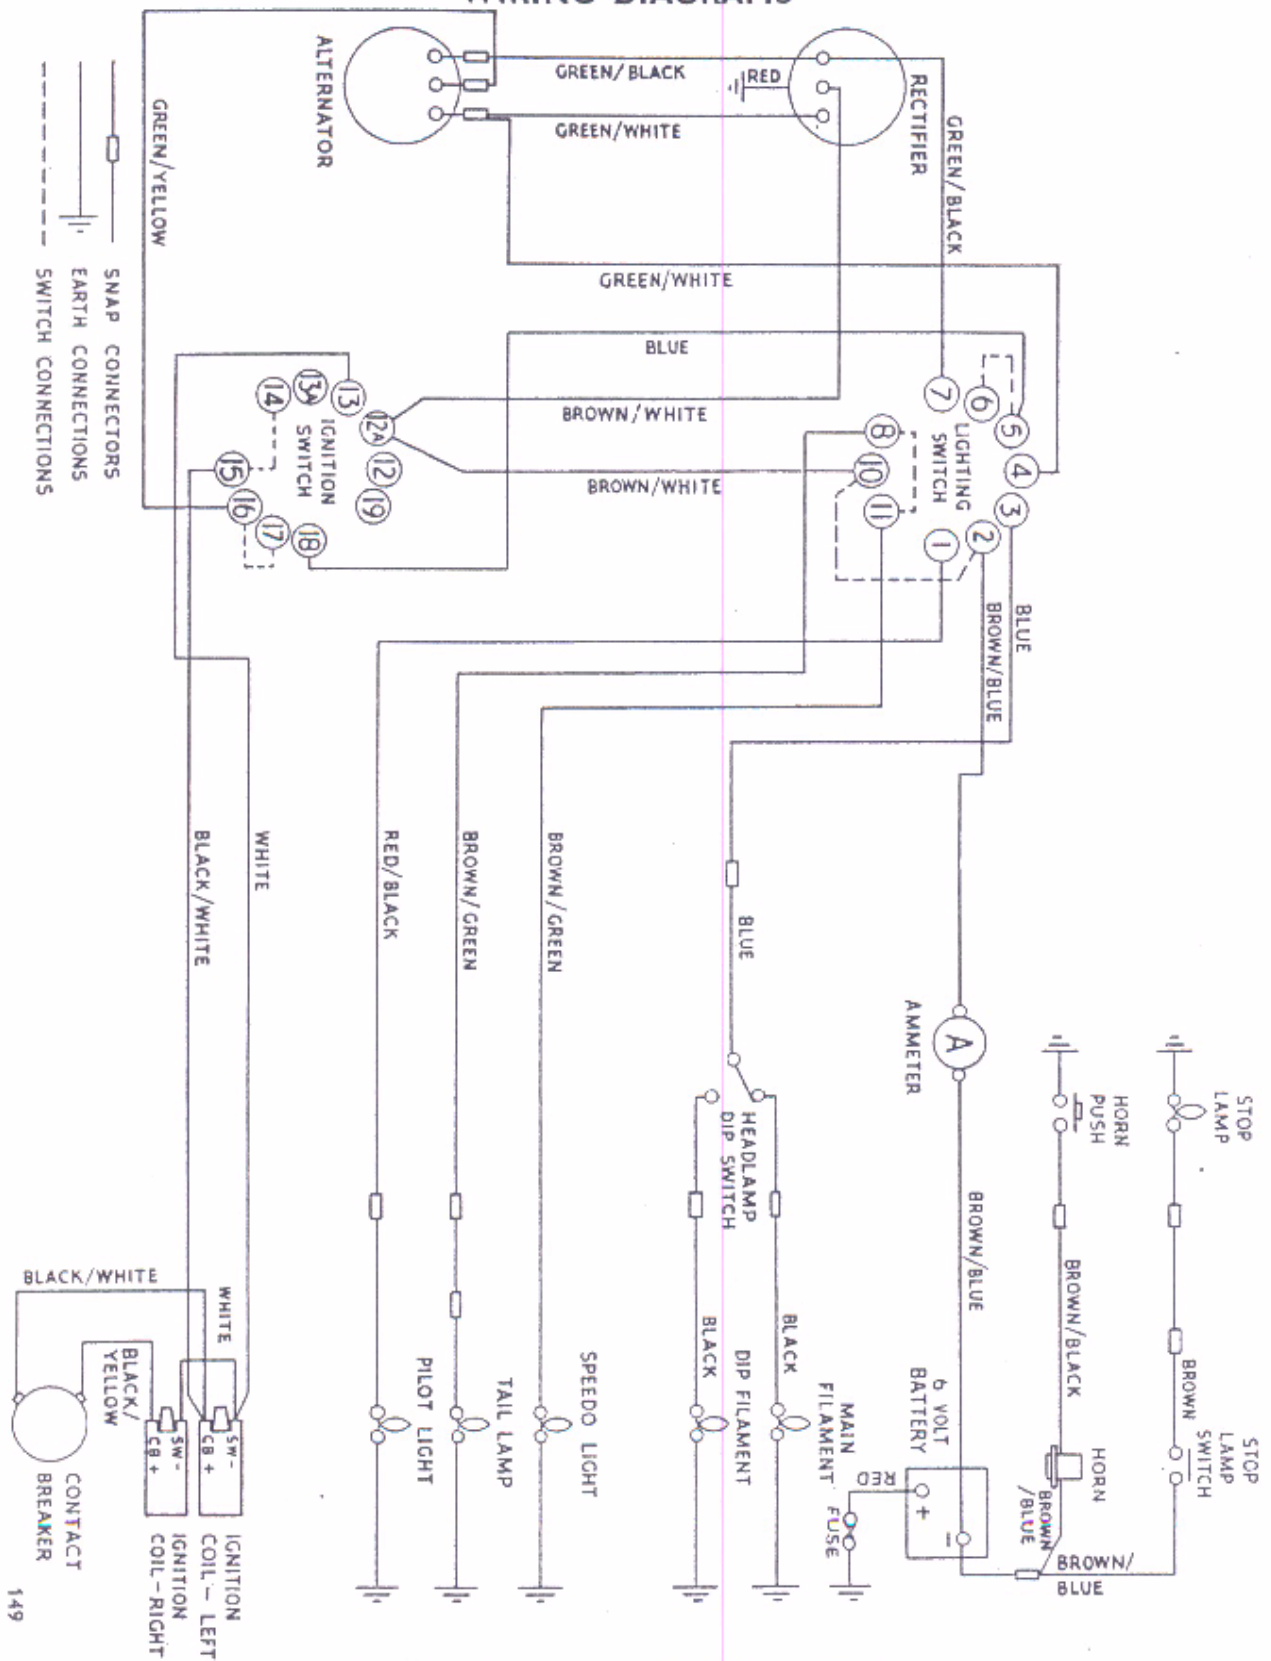 WIRING DIAGRAMS
ALTERNATOR
GREEN/BLACK
RED
GREEN/WHITE
RECTIFIER
GREEN/BLACK
GREEN/YELLOW
GREEN/WHITE
BLUE
BROWN/WHITE
BROWN/WHITE
SNAP CONNECTORS
EARTH CONNECTIONS
SWITCH CONNECTIONS
IGNITION
SWITCH
13A
13
14
12A
12
19
15
16
17
18
LIGHTING
SWITCH
7
6
5
4
3
2
1
8
10
11
BLUE
BROWN/BLUE
WHITE
BLACK/WHITE
RED/BLACK
BROWN/GREEN
BROWN/GREEN
BLUE
AMMETER
A
HORN
PUSH
STOP
LAMP
HEADLAMP
DIP SWITCH
BROWN/BLUE
BROWN/BLACK
BROWN
BLACK/WHITE
WHITE
BLACK/
YELLOW
BLACK
BLACK
CONTACT
BREAKER
SW-
CB +
SW-
CB +
IGNITION
COIL - LEFT
IGNITION
COIL - RIGHT
PILOT LIGHT
TAIL LAMP
SPEEDO LIGHT
DIP FILAMENT
MAIN
FILAMENT
6 VOLT
BATTERY
+
-
RED
FUSE
HORN
BROWN
/BLUE
STOP
LAMP
SWITCH
BROWN/
BLUE
149